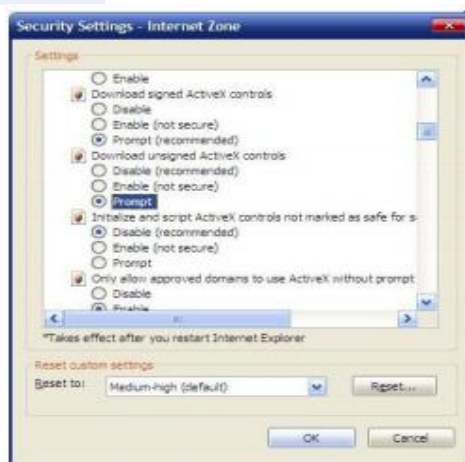 Security Settings - Internet Zone
Settings
Enable
Download signed ActiveX controls
Disable
Enable (not secure)
Prompt (recommended)
Download unsigned ActiveX controls
Disable (recommended)
Enable (not secure)
Prompt
Initialize and script ActiveX controls not marked as safe for s
Disable (recommended)
Enable (not secure)
Prompt
Only allow approved domains to use ActiveX without prompt
Disable
Enable
*Takes effect after you restart Internet Explorer
Reset custom settings
Reset to: Medium-high (default) Reset...
OK Cancel